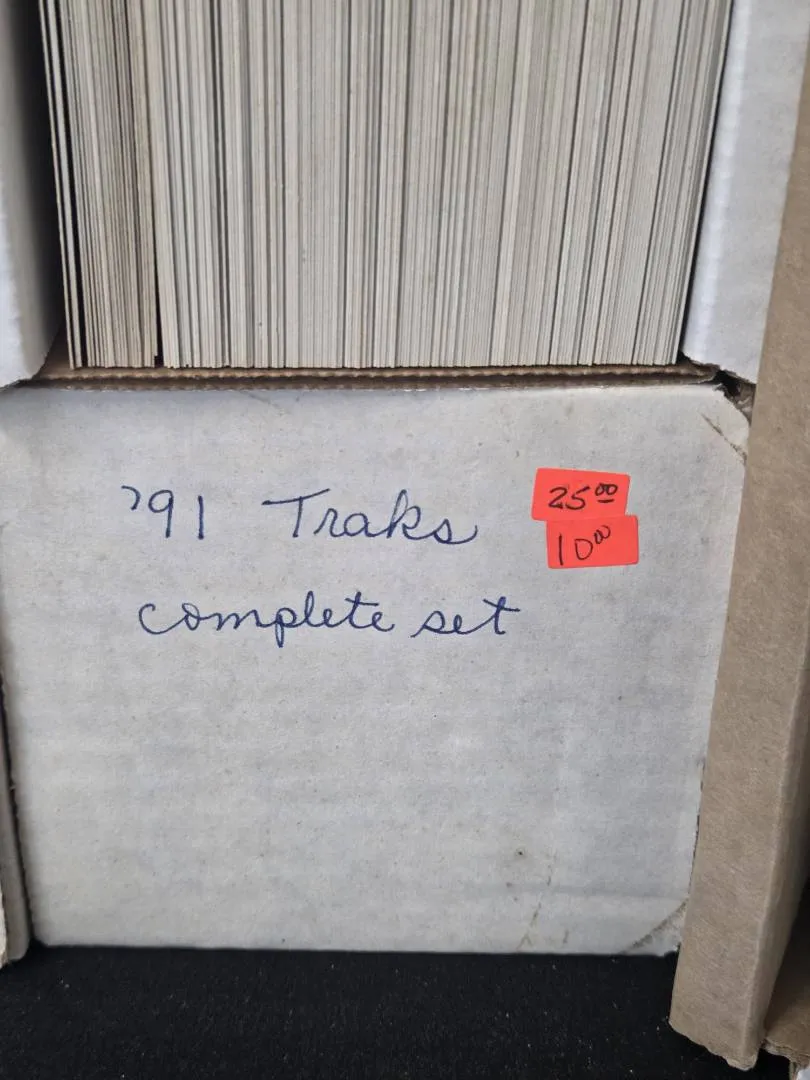 '91 Traks
25⁰⁰
10⁰⁰
complete set